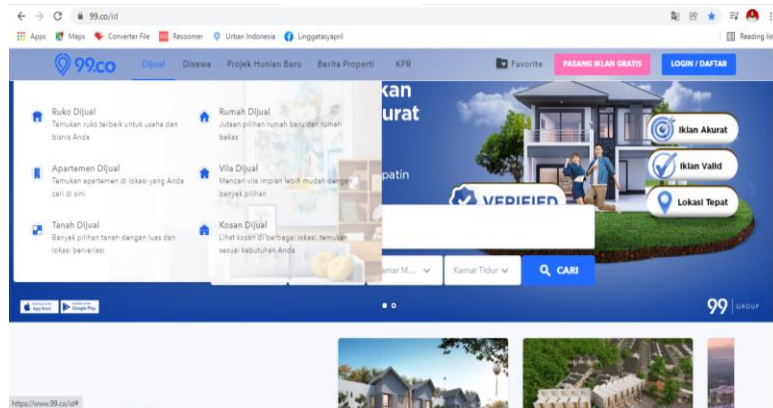 99.co/id
Apps Maps Converter File Resoomer Urban Indonesia Linggatasyapril Reading list
99.co Dijual Disewa Projek Hunian Baru Berita Properti KPR Favorite PASANG IKLAN GRATIS LOGIN / DAFTAR
kan
urat
Ruko Dijual
Temukan ruko terbaik untuk usaha dan
bisnis Anda
Rumah Dijual
Jutaan pilihan rumah baru dan rumah
bekas
Apartemen Dijual
Temukan apartemen di lokasi yang Anda
cari di sini
Vila Dijual
Mencari vila impian lebih mudah dengan
banyak pilihan
Tanah Dijual
Banyak pilihan tanah dengan luas dan
lokasi bervariasi
Kosan Dijual
Lihat kosan di berbagai lokasi, temukan
sesuai kebutuhan Anda
patin
VERIFIED
Iklan Akurat
Iklan Valid
Lokasi Tepat
amar M... Kamar Tidur CARI
App Store Google Play
99 GROUP
https://www.99.co/id#